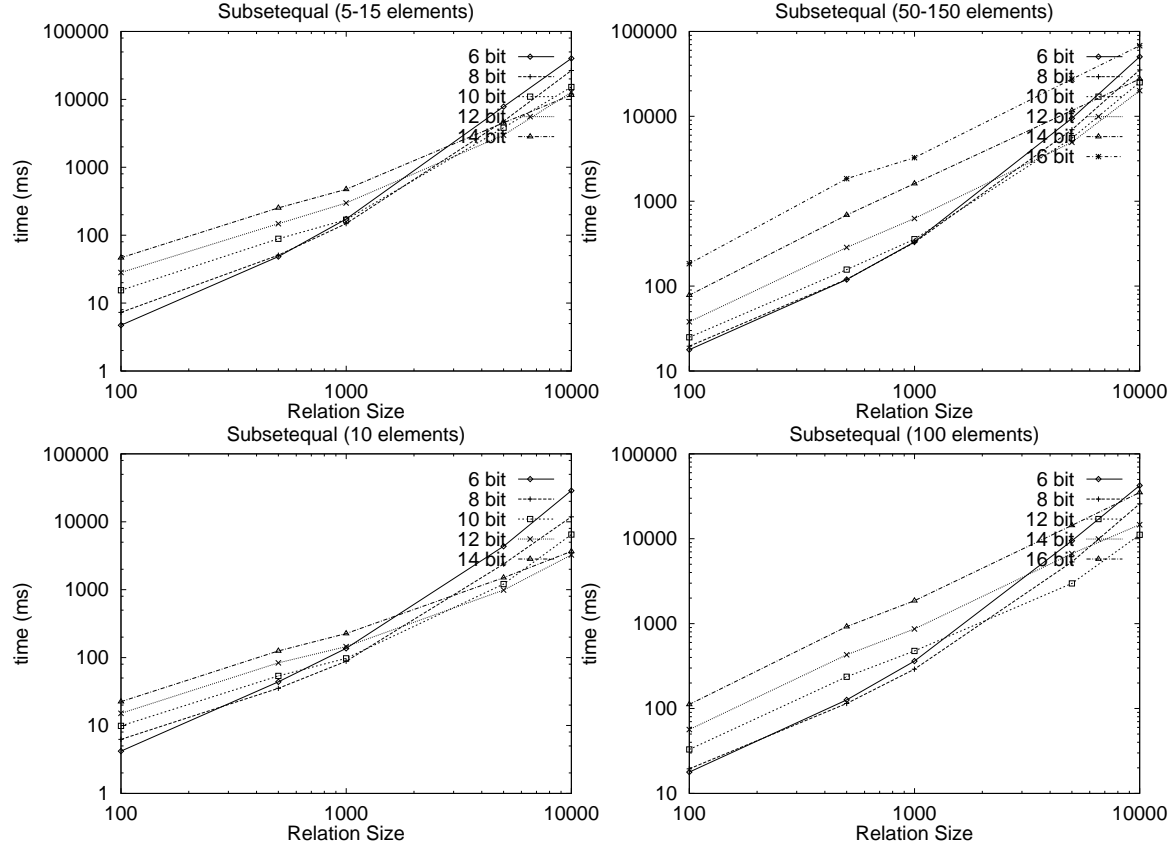 Subsetequal (5-15 elements)
100000
10000
1000
100
10
1
time (ms)
6 bit
8 bit
10 bit
12 bit
14 bit
100
1000
10000
Relation Size
Subsetequal (50-150 elements)
100000
10000
1000
100
10
time (ms)
6 bit
8 bit
10 bit
12 bit
14 bit
16 bit
100
1000
10000
Relation Size
Subsetequal (10 elements)
100000
10000
1000
100
10
1
time (ms)
6 bit
8 bit
10 bit
12 bit
14 bit
100
1000
10000
Relation Size
Subsetequal (100 elements)
100000
10000
1000
100
10
time (ms)
6 bit
8 bit
12 bit
14 bit
16 bit
100
1000
10000
Relation Size